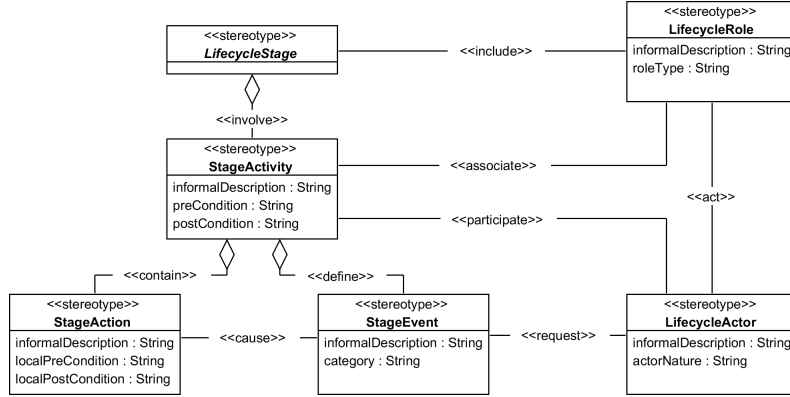 <<stereotype>>
LifecycleStage
<<include>>
<<stereotype>>
LifecycleRole
informalDescription : String
roleType : String
<<involve>>
<<stereotype>>
StageActivity
informalDescription : String
preCondition : String
postCondition : String
<<associate>>
<<act>>
<<participate>>
<<contain>>
<<define>>
<<stereotype>>
StageAction
informalDescription : String
localPreCondition : String
localPostCondition : String
<<cause>>
<<stereotype>>
StageEvent
informalDescription : String
category : String
<<request>>
<<stereotype>>
LifecycleActor
informalDescription : String
actorNature : String